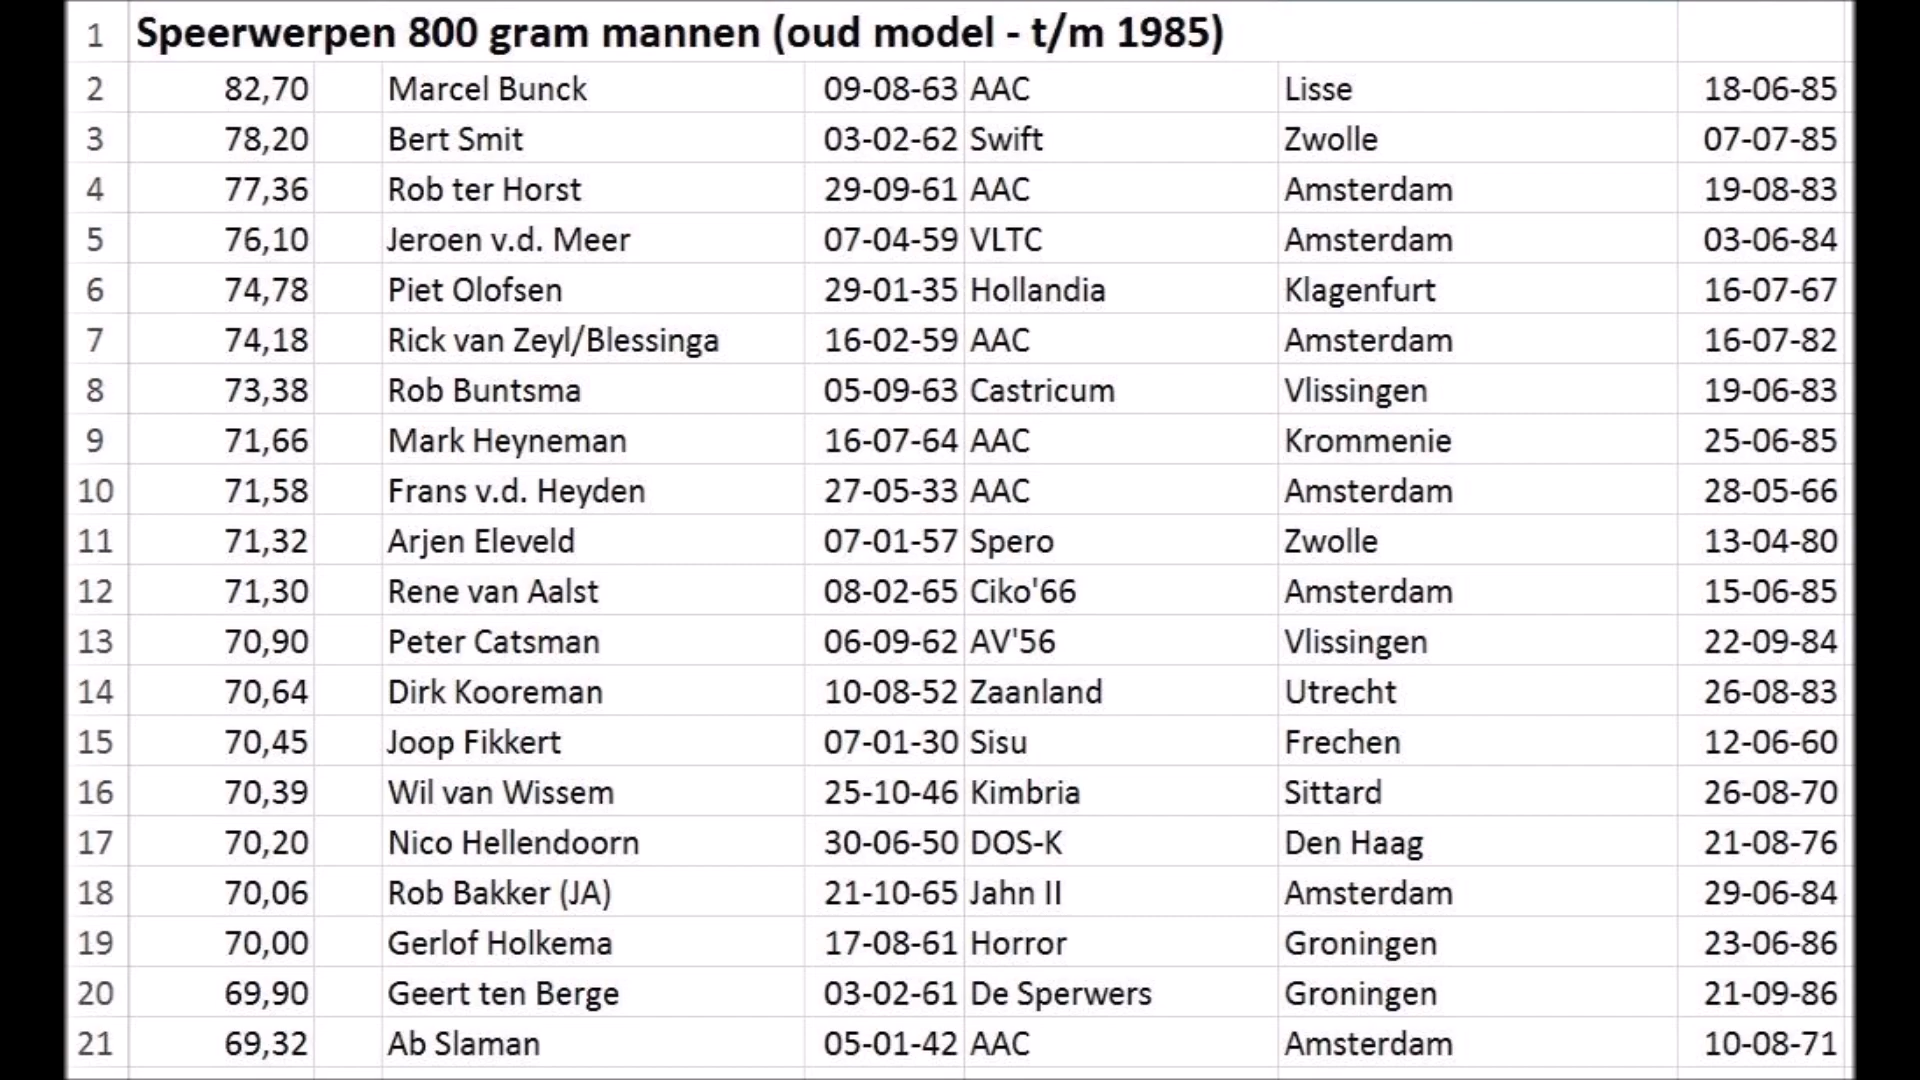 1 Speerwerpen 800 gram mannen (oud model - t/m 1985)
2 82,70 Marcel Bunck 09-08-63 AAC Lisse 18-06-85
3 78,20 Bert Smit 03-02-62 Swift Zwolle 07-07-85
4 77,36 Rob ter Horst 29-09-61 AAC Amsterdam 19-08-83
5 76,10 Jeroen v.d. Meer 07-04-59 VLTC Amsterdam 03-06-84
6 74,78 Piet Olofsen 29-01-35 Hollandia Klagenfurt 16-07-67
7 74,18 Rick van Zeyl/Blessinga 16-02-59 AAC Amsterdam 16-07-82
8 73,38 Rob Buntsma 05-09-63 Castricum Vlissingen 19-06-83
9 71,66 Mark Heyneman 16-07-64 AAC Krommenie 25-06-85
10 71,58 Frans v.d. Heyden 27-05-33 AAC Amsterdam 28-05-66
11 71,32 Arjen Eleveld 07-01-57 Spero Zwolle 13-04-80
12 71,30 Rene van Aalst 08-02-65 Ciko'66 Amsterdam 15-06-85
13 70,90 Peter Catsman 06-09-62 AV'56 Vlissingen 22-09-84
14 70,64 Dirk Kooreman 10-08-52 Zaanland Utrecht 26-08-83
15 70,45 Joop Fikkert 07-01-30 Sisu Frechen 12-06-60
16 70,39 Wil van Wissem 25-10-46 Kimbria Sittard 26-08-70
17 70,20 Nico Hellendoorn 30-06-50 DOS-K Den Haag 21-08-76
18 70,06 Rob Bakker (JA) 21-10-65 Jahn II Amsterdam 29-06-84
19 70,00 Gerlof Holkema 17-08-61 Horror Groningen 23-06-86
20 69,90 Geert ten Berge 03-02-61 De Sperwers Groningen 21-09-86
21 69,32 Ab Slaman 05-01-42 AAC Amsterdam 10-08-71